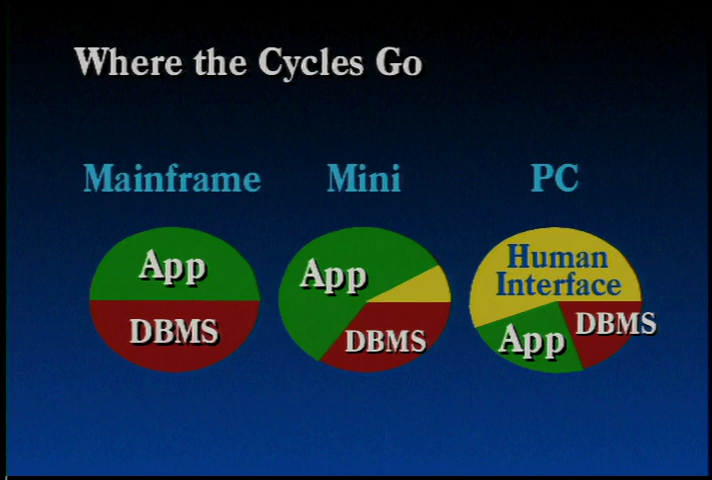 Where the Cycles Go
Mainframe
Mini
PC
App
DBMS
App
DBMS
Human
Interface
App
DBMS